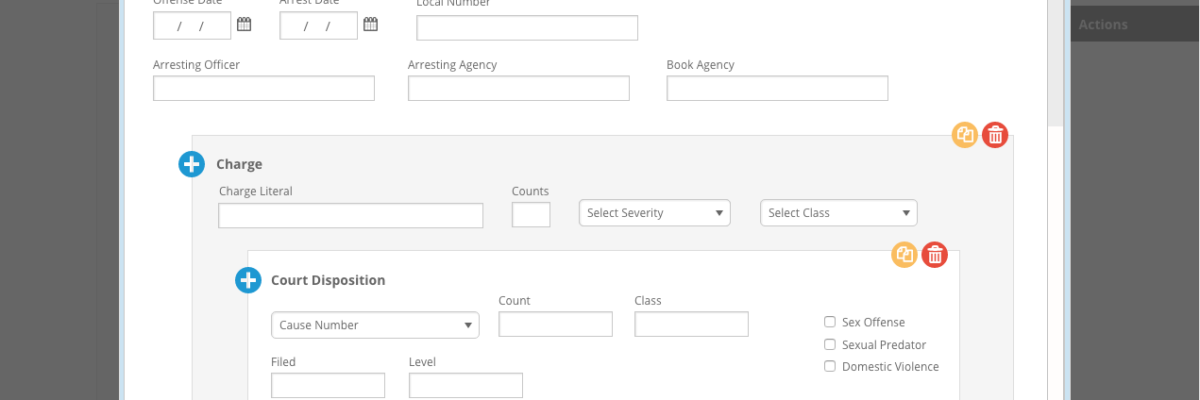 Offense Date Arrest Date Local Number
/ / / /
Actions
Arresting Officer Arresting Agency Book Agency
Charge
Charge Literal Counts
Select Severity Select Class
Court Disposition
Count Class
Cause Number
Sex Offense
Sexual Predator
Filed Level
Domestic Violence